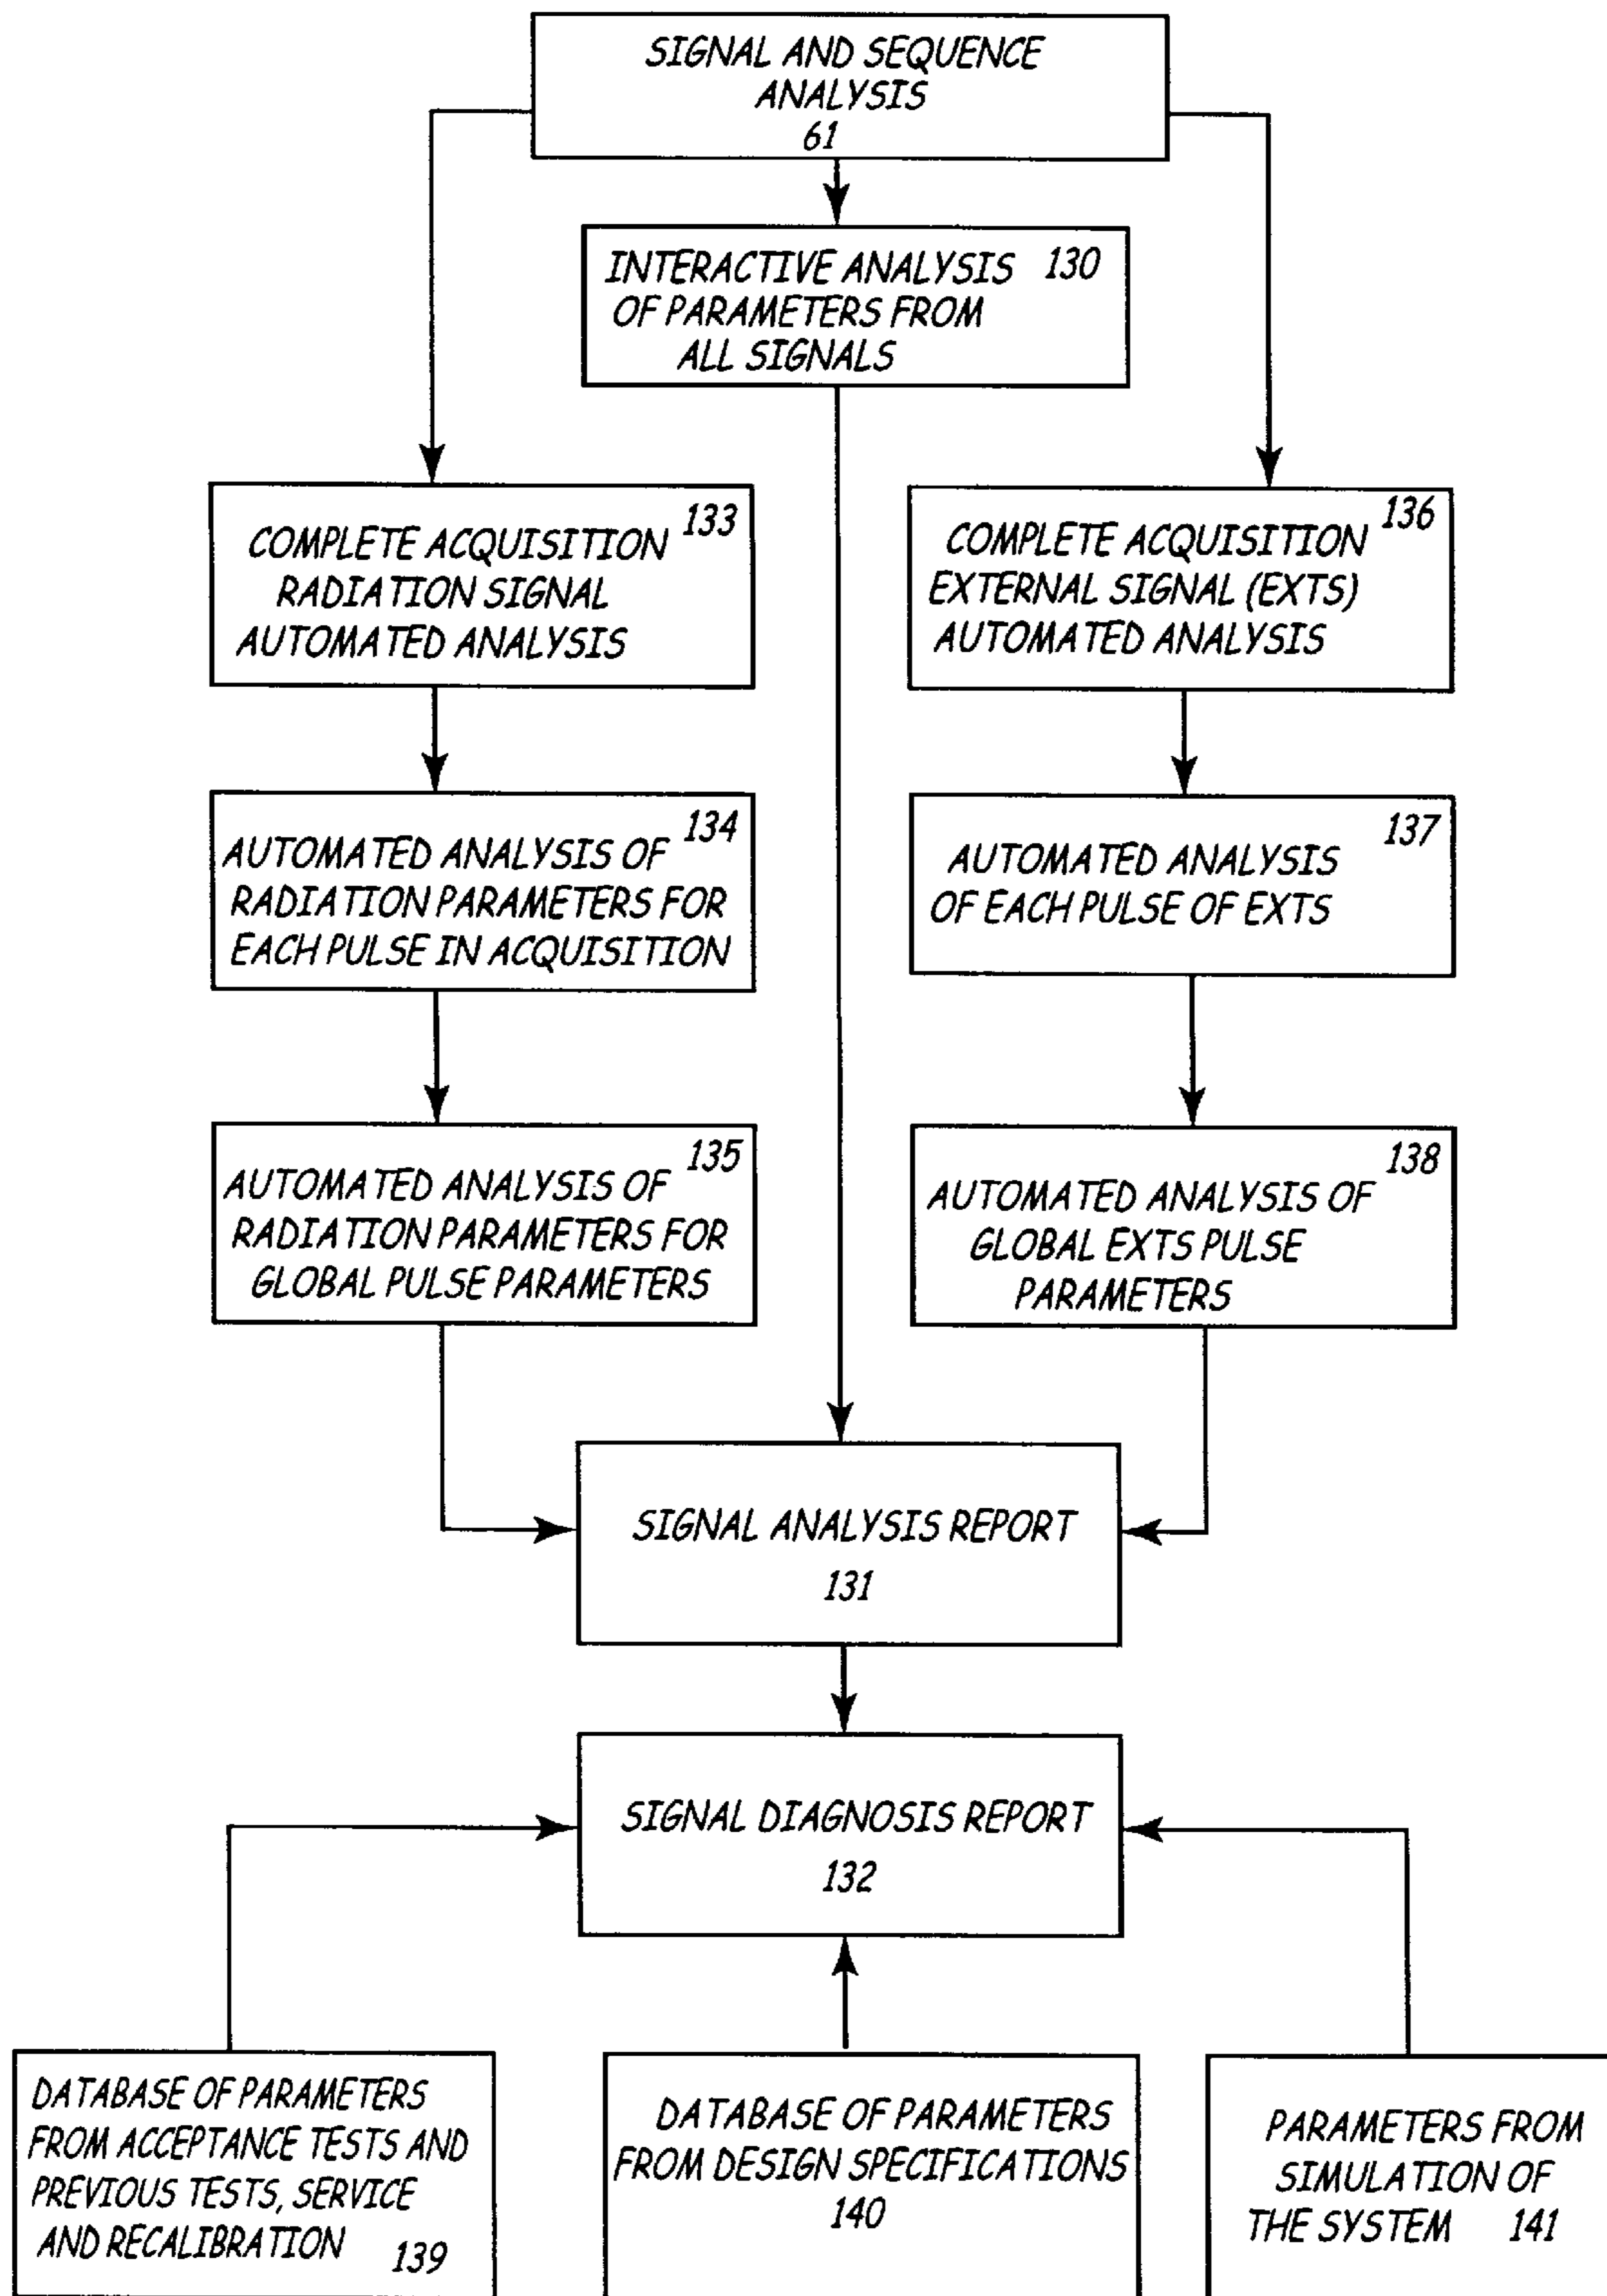 SIGNAL AND SEQUENCE
ANALYSIS
61
INTERACTIVE ANALYSIS 130
OF PARAMETERS FROM
ALL SIGNALS
133
COMPLETE ACQUISITION
RADIATION SIGNAL
AUTOMATED ANALYSIS
136
COMPLETE ACQUISITION
EXTERNAL SIGNAL (EXTS)
AUTOMATED ANALYSIS
134
AUTOMATED ANALYSIS OF
RADIATION PARAMETERS FOR
EACH PULSE IN ACQUISITION
137
AUTOMATED ANALYSIS
OF EACH PULSE OF EXTS
135
AUTOMATED ANALYSIS OF
RADIATION PARAMETERS FOR
GLOBAL PULSE PARAMETERS
138
AUTOMATED ANALYSIS OF
GLOBAL EXTS PULSE
PARAMETERS
SIGNAL ANALYSIS REPORT
131
SIGNAL DIAGNOSIS REPORT
132
DATABASE OF PARAMETERS
FROM ACCEPTANCE TESTS AND
PREVIOUS TESTS, SERVICE
AND RECALIBRATION 139
DATABASE OF PARAMETERS
FROM DESIGN SPECIFICATIONS
140
PARAMETERS FROM
SIMULATION OF
THE SYSTEM 141